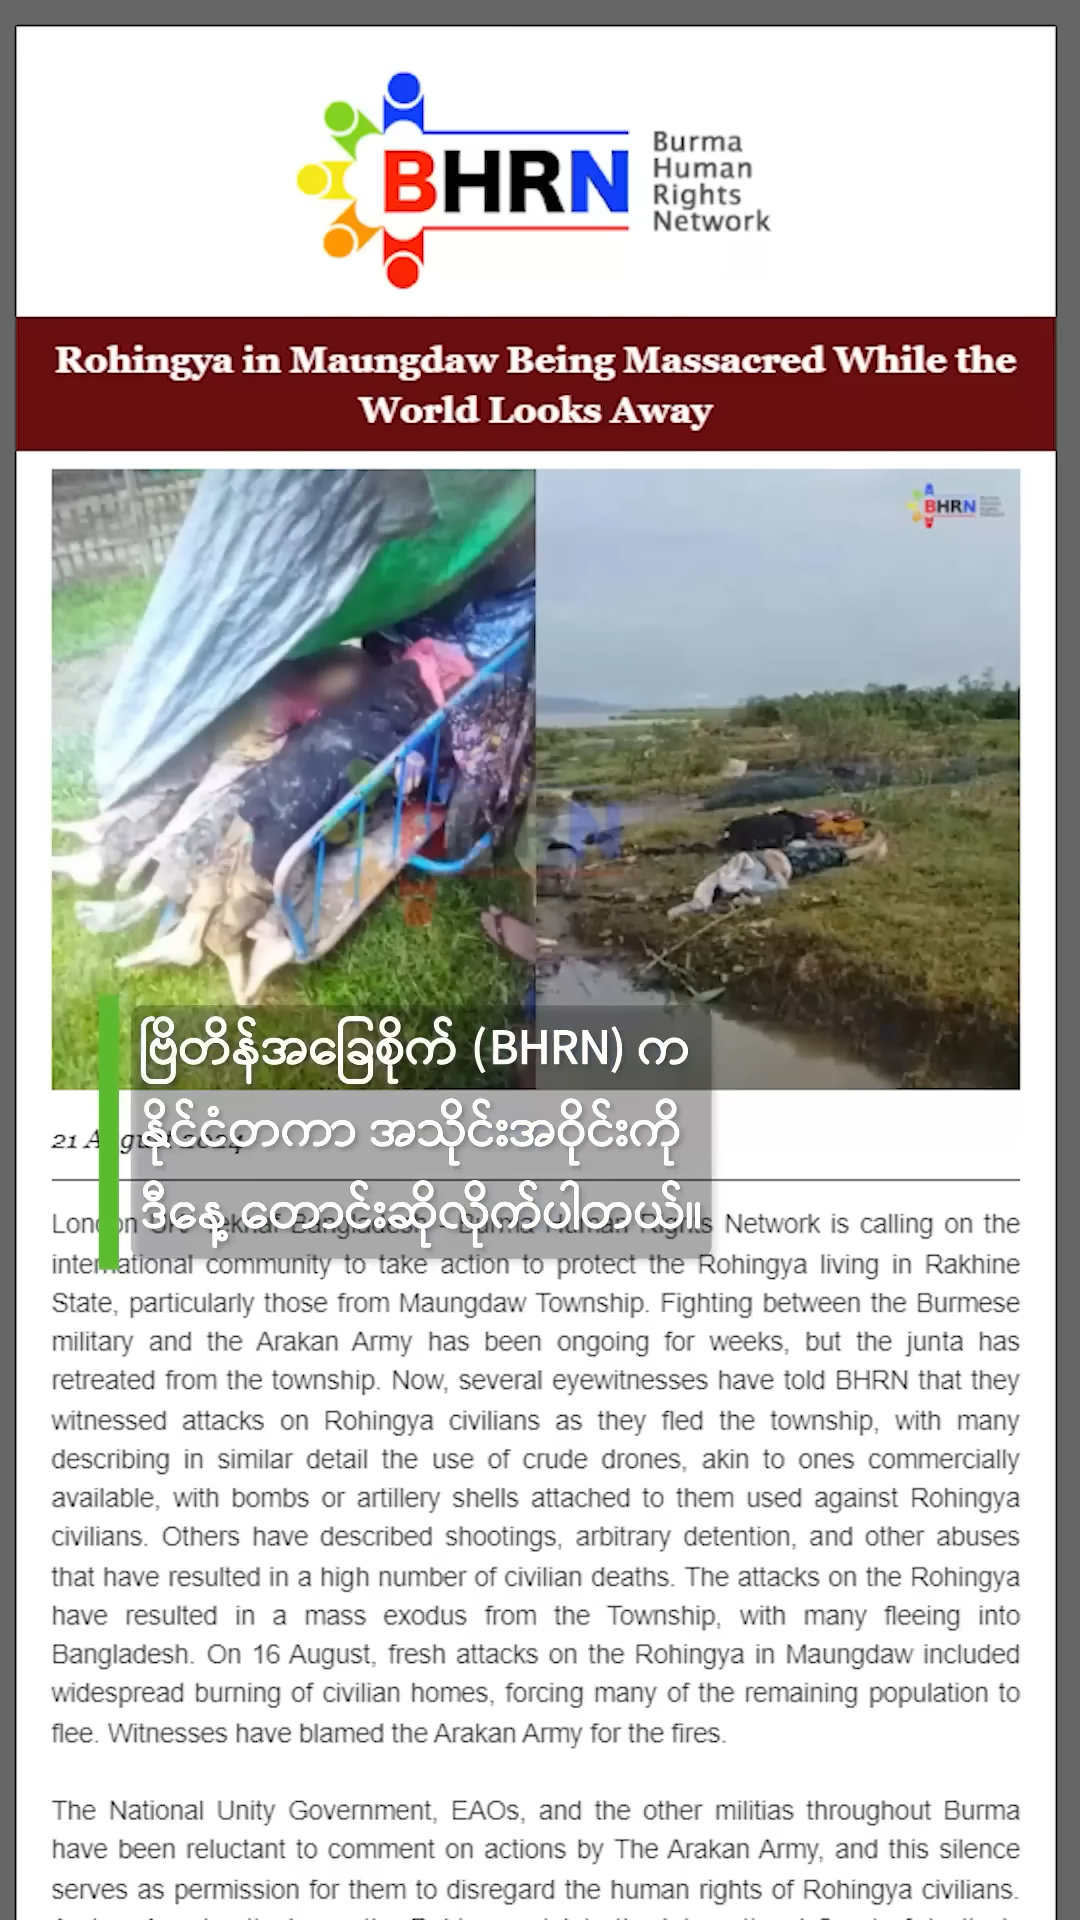 BHRN
Burma
Human
Rights
Network
Rohingya in Maungdaw Being Massacred While the
World Looks Away
BHRN
ဗြိတိန်အခြေစိုက် (BHRN) က
နိုင်ငံတကာ အသိုင်းအဝိုင်းကို
ဒီနေ့ တောင်းဆိုလိုက်ပါတယ်။
21 August 2024
London UK, Bangladesh - Burma Human Rights Network is calling on the
international community to take action to protect the Rohingya living in Rakhine
State, particularly those from Maungdaw Township. Fighting between the Burmese
military and the Arakan Army has been ongoing for weeks, but the junta has
retreated from the township. Now, several eyewitnesses have told BHRN that they
witnessed attacks on Rohingya civilians as they fled the township, with many
describing in similar detail the use of crude drones, akin to ones commercially
available, with bombs or artillery shells attached to them used against Rohingya
civilians. Others have described shootings, arbitrary detention, and other abuses
that have resulted in a high number of civilian deaths. The attacks on the Rohingya
have resulted in a mass exodus from the Township, with many fleeing into
Bangladesh. On 16 August, fresh attacks on the Rohingya in Maungdaw included
widespread burning of civilian homes, forcing many of the remaining population to
flee. Witnesses have blamed the Arakan Army for the fires.
The National Unity Government, EAOs, and the other militias throughout Burma
have been reluctant to comment on actions by The Arakan Army, and this silence
serves as permission for them to disregard the human rights of Rohingya civilians.